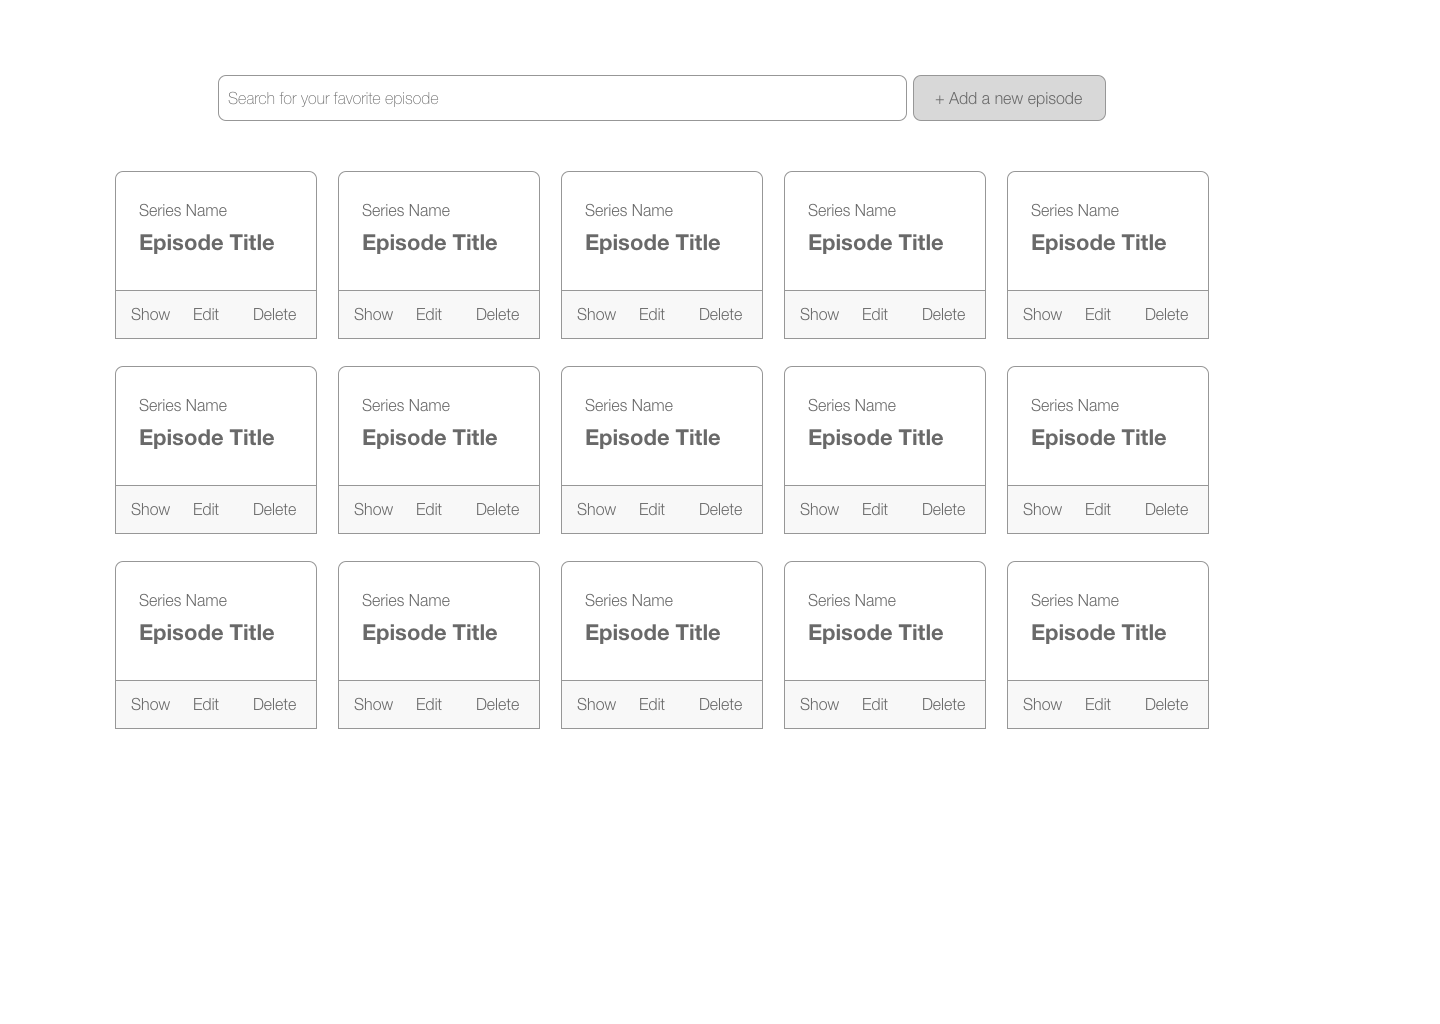 Search for your favorite episode
+ Add a new episode
Series Name Series Name Series Name Series Name Series Name
Episode Title Episode Title Episode Title Episode Title Episode Title
Show Edit Delete Show Edit Delete Show Edit Delete Show Edit Delete Show Edit Delete
Series Name Series Name Series Name Series Name Series Name
Episode Title Episode Title Episode Title Episode Title Episode Title
Show Edit Delete Show Edit Delete Show Edit Delete Show Edit Delete Show Edit Delete
Series Name Series Name Series Name Series Name Series Name
Episode Title Episode Title Episode Title Episode Title Episode Title
Show Edit Delete Show Edit Delete Show Edit Delete Show Edit Delete Show Edit Delete